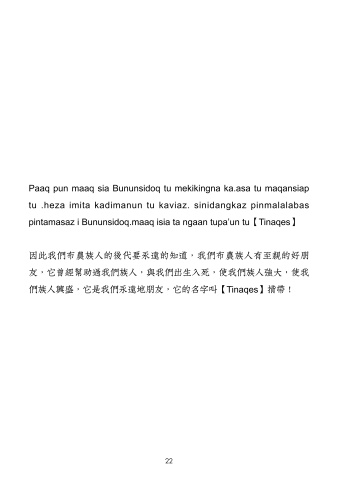 Paaq pun maaq sia Bununsidoq tu mekikingna ka.asa tu maqansiap
tu .heza imita kadimanun tu kaviaz. sinidangkaz pinmalalabas
pintamasaz i Bununsidoq.maaq isia ta ngaan tupa'un tu【Tinaqes】
因此我們布農族人的後代要永遠的知道，我們布農族人有至親的好朋
友，它曾經幫助過我們族人，與我們出生入死，使我們族人強大，使我
們族人興盛，它是我們永遠地朋友，它的名字叫【Tinaqes】揹帶！
22